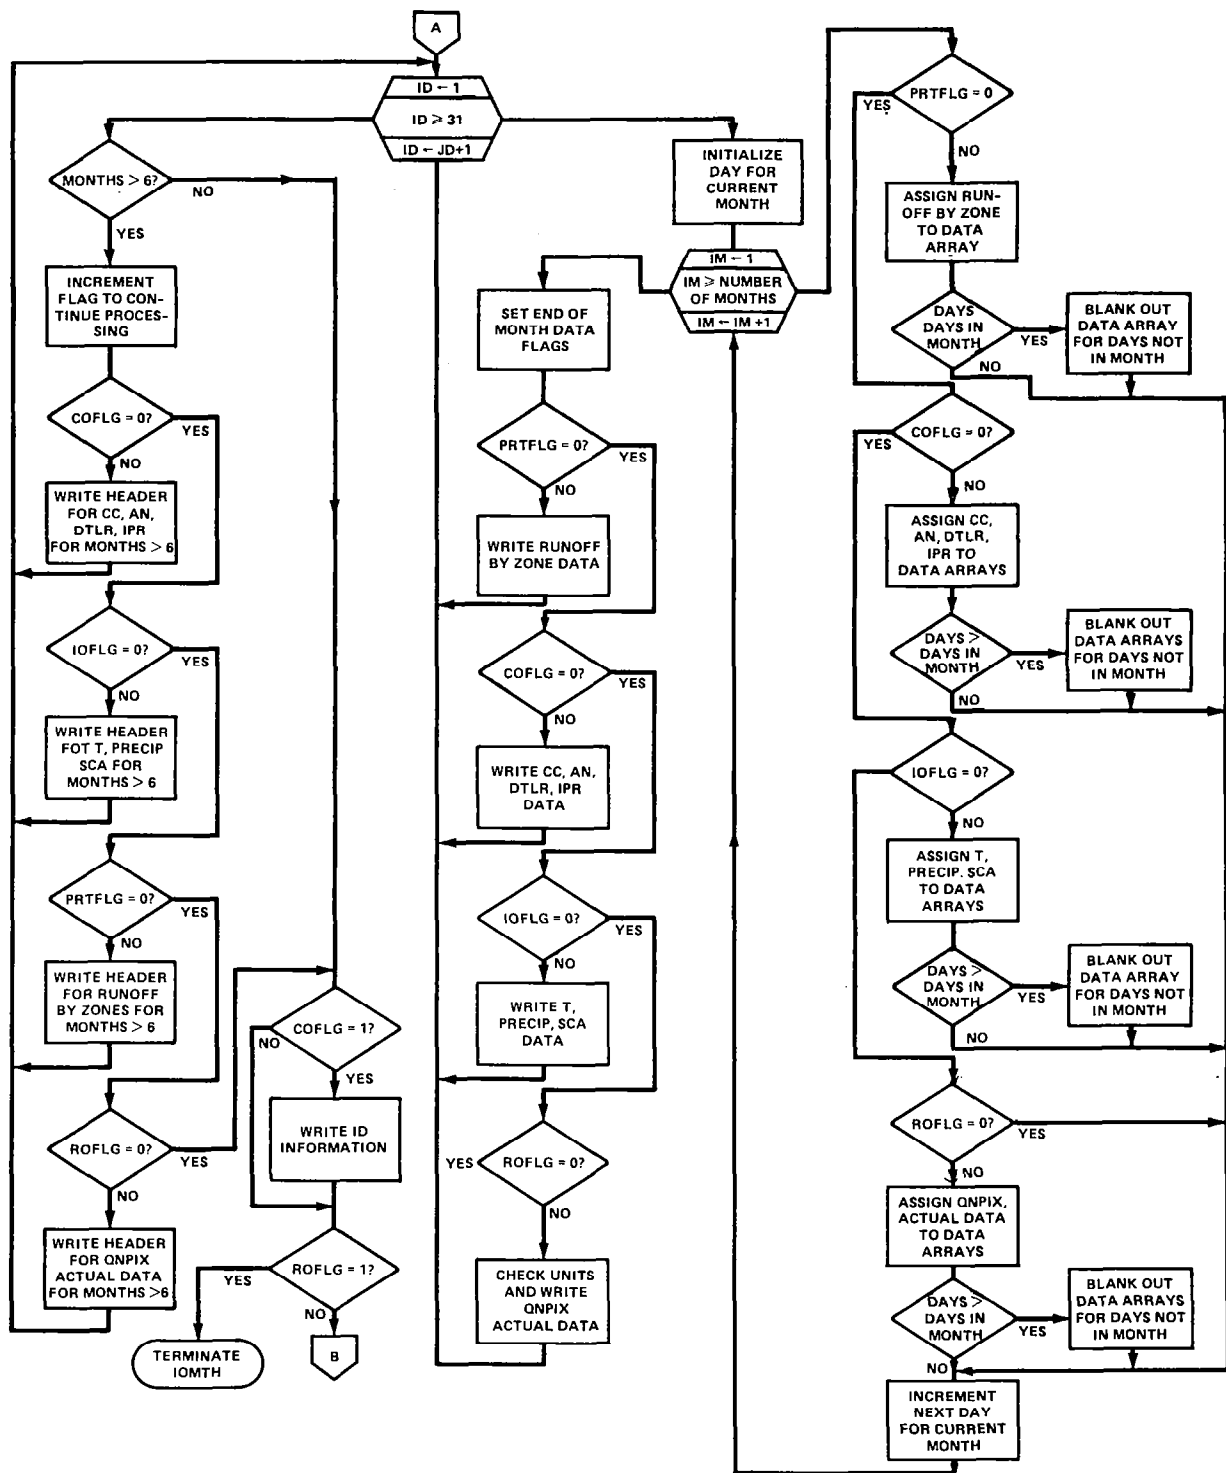 A
ID ← 1
ID ⩾ 31
ID ← JD+1
MONTHS > 6?
NO
YES
INCREMENT
FLAG TO CON-
TINUE PROCES-
SING
COFLG = 0?
YES
NO
WRITE HEADER
FOR CC, AN,
DTLR, IPR
FOR MONTHS > 6
IOFLG = 0?
YES
NO
WRITE HEADER
FOT T, PRECIP
SCA FOR
MONTHS > 6
PRTFLG = 0?
YES
NO
WRITE HEADER
FOR RUNOFF
BY ZONES FOR
MONTHS > 6
ROFLG = 0?
YES
NO
WRITE HEADER
FOR QNPIX
ACTUAL DATA
FOR MONTHS >6
COFLG = 1?
NO
YES
WRITE ID
INFORMATION
ROFLG = 1?
YES
NO
TERMINATE
IOMTH
B
INITIALIZE
DAY FOR
CURRENT
MONTH
IM ← 1
IM ⩾ NUMBER
OF MONTHS
IM ← IM +1
SET END OF
MONTH DATA
FLAGS
PRTFLG = 0?
YES
NO
WRITE RUNOFF
BY ZONE DATA
COFLG = 0?
YES
NO
WRITE CC, AN,
DTLR, IPR
DATA
IOFLG = 0?
YES
NO
WRITE T,
PRECIP, SCA
DATA
ROFLG = 0?
YES
NO
CHECK UNITS
AND WRITE
QNPIX
ACTUAL DATA
PRTFLG = 0
YES
NO
ASSIGN RUN-
OFF BY ZONE
TO DATA
ARRAY
DAYS
DAYS IN
MONTH
YES
NO
BLANK OUT
DATA ARRAY
FOR DAYS NOT
IN MONTH
COFLG = 0?
YES
NO
ASSIGN CC,
AN, DTLR,
IPR TO
DATA ARRAYS
DAYS >
DAYS IN
MONTH
YES
NO
BLANK OUT
DATA ARRAYS
FOR DAYS NOT
IN MONTH
IOFLG = 0?
YES
NO
ASSIGN T,
PRECIP. SCA
TO DATA
ARRAYS
DAYS >
DAYS IN
MONTH
YES
NO
BLANK OUT
DATA ARRAY
FOR DAYS NOT
IN MONTH
ROFLG = 0?
YES
NO
ASSIGN QNPIX,
ACTUAL DATA
TO DATA
ARRAYS
DAYS >
DAYS IN
MONTH
YES
NO
BLANK OUT
DATA ARRAYS
FOR DAYS NOT
IN MONTH
INCREMENT
NEXT DAY
FOR CURRENT
MONTH